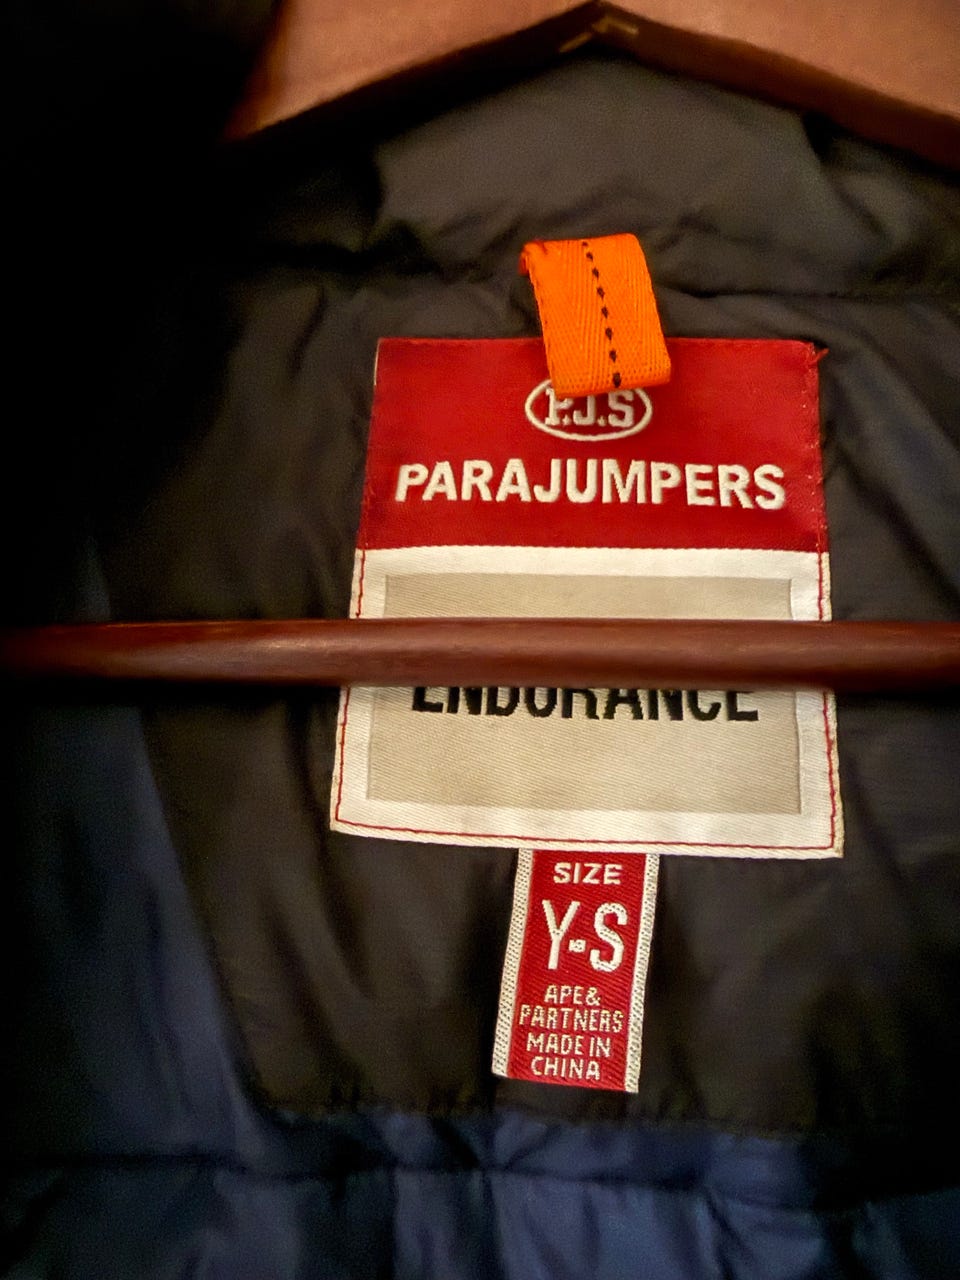 P.J.S
PARAJUMPERS
ENDURANCE
SIZE
Y-S
APE&
PARTNERS
MADE IN
CHINA